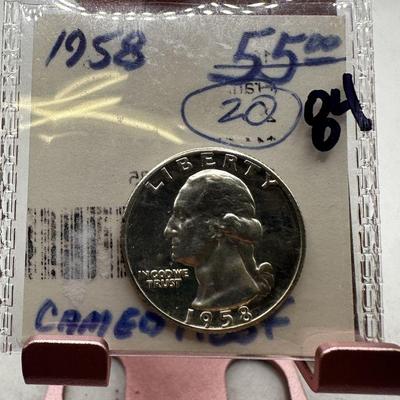 1958 55.00
20 84
LIBERTY
IN GOD WE
TRUST
1958
CAMEO PROOF